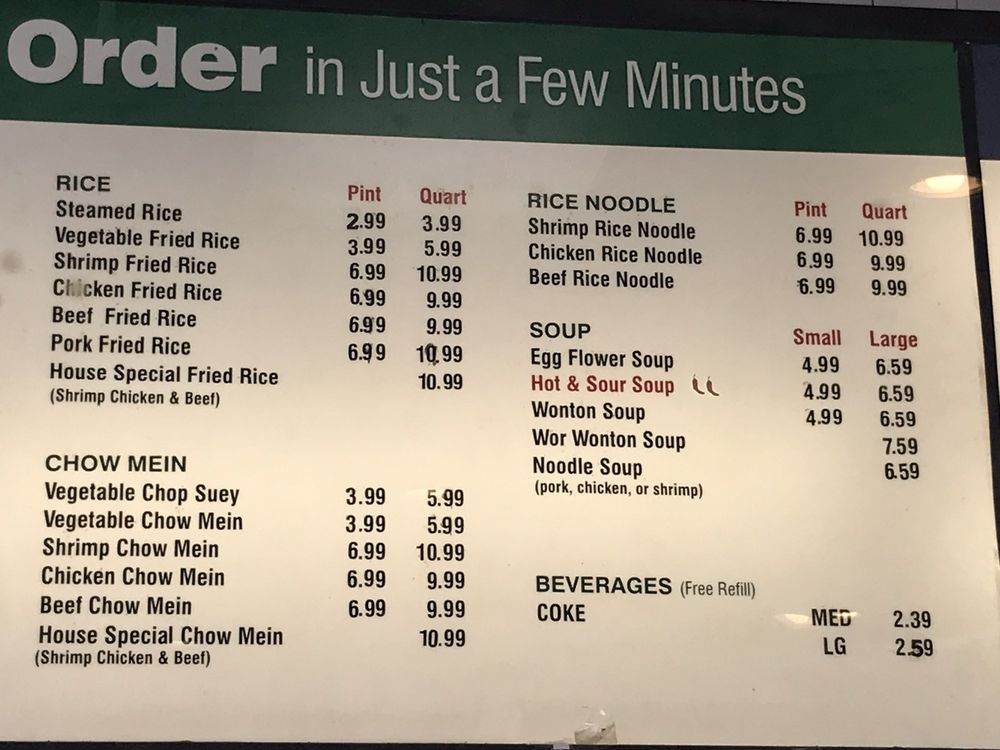 Order in Just a Few Minutes
RICE Pint Quart
Steamed Rice 2.99 3.99
Vegetable Fried Rice 3.99 5.99
Shrimp Fried Rice 6.99 10.99
Chicken Fried Rice 6.99 9.99
Beef Fried Rice 6.99 9.99
Pork Fried Rice 6.99 10.99
House Special Fried Rice 10.99
(Shrimp Chicken & Beef)
CHOW MEIN
Vegetable Chop Suey 3.99 5.99
Vegetable Chow Mein 3.99 5.99
Shrimp Chow Mein 6.99 10.99
Chicken Chow Mein 6.99 9.99
Beef Chow Mein 6.99 9.99
House Special Chow Mein 10.99
(Shrimp Chicken & Beef)
RICE NOODLE Pint Quart
Shrimp Rice Noodle 6.99 10.99
Chicken Rice Noodle 6.99 9.99
Beef Rice Noodle 6.99 9.99
SOUP Small Large
Egg Flower Soup 4.99 6.59
Hot & Sour Soup 4.99 6.59
Wonton Soup 4.99 6.59
Wor Wonton Soup 7.59
Noodle Soup 6.59
(pork, chicken, or shrimp)
BEVERAGES (Free Refill)
COKE MED 2.39
LG 2.59